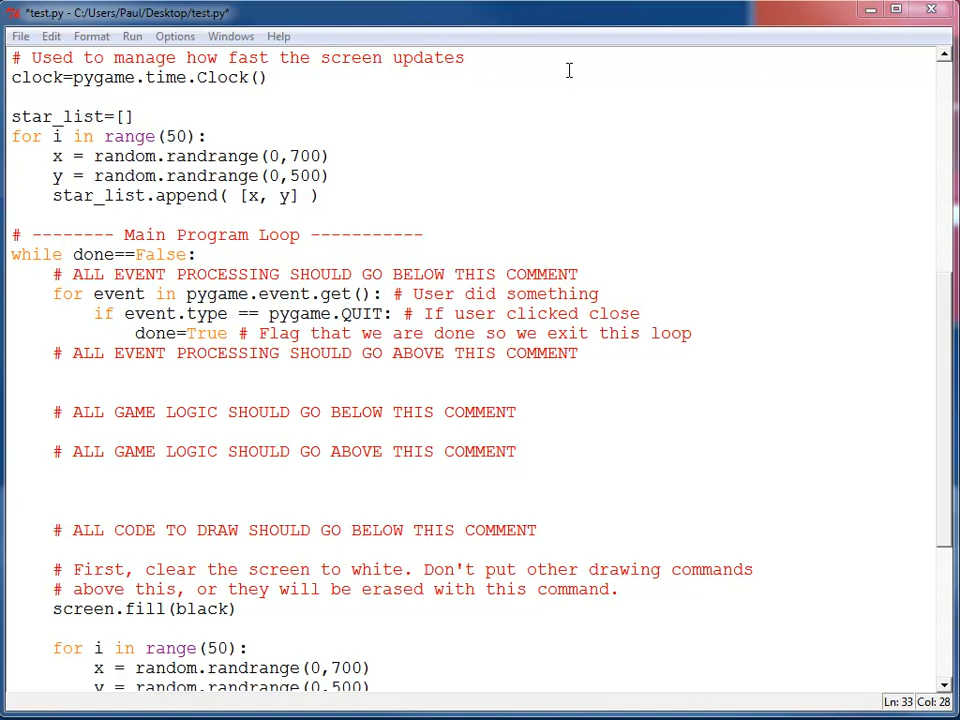 *test.py - C:/Users/Paul/Desktop/test.py*
File Edit Format Run Options Windows Help
# Used to manage how fast the screen updates
clock=pygame.time.Clock()
star_list=[]
for i in range(50):
    x = random.randrange(0,700)
    y = random.randrange(0,500)
    star_list.append( [x, y] )
# -------- Main Program Loop -----------
while done==False:
    # ALL EVENT PROCESSING SHOULD GO BELOW THIS COMMENT
    for event in pygame.event.get(): # User did something
        if event.type == pygame.QUIT: # If user clicked close
            done=True # Flag that we are done so we exit this loop
    # ALL EVENT PROCESSING SHOULD GO ABOVE THIS COMMENT
    # ALL GAME LOGIC SHOULD GO BELOW THIS COMMENT
    # ALL GAME LOGIC SHOULD GO ABOVE THIS COMMENT
    # ALL CODE TO DRAW SHOULD GO BELOW THIS COMMENT
    # First, clear the screen to white. Don't put other drawing commands
    # above this, or they will be erased with this command.
    screen.fill(black)
    for i in range(50):
        x = random.randrange(0,700)
        y = random.randrange(0,500)
Ln: 33 Col: 28